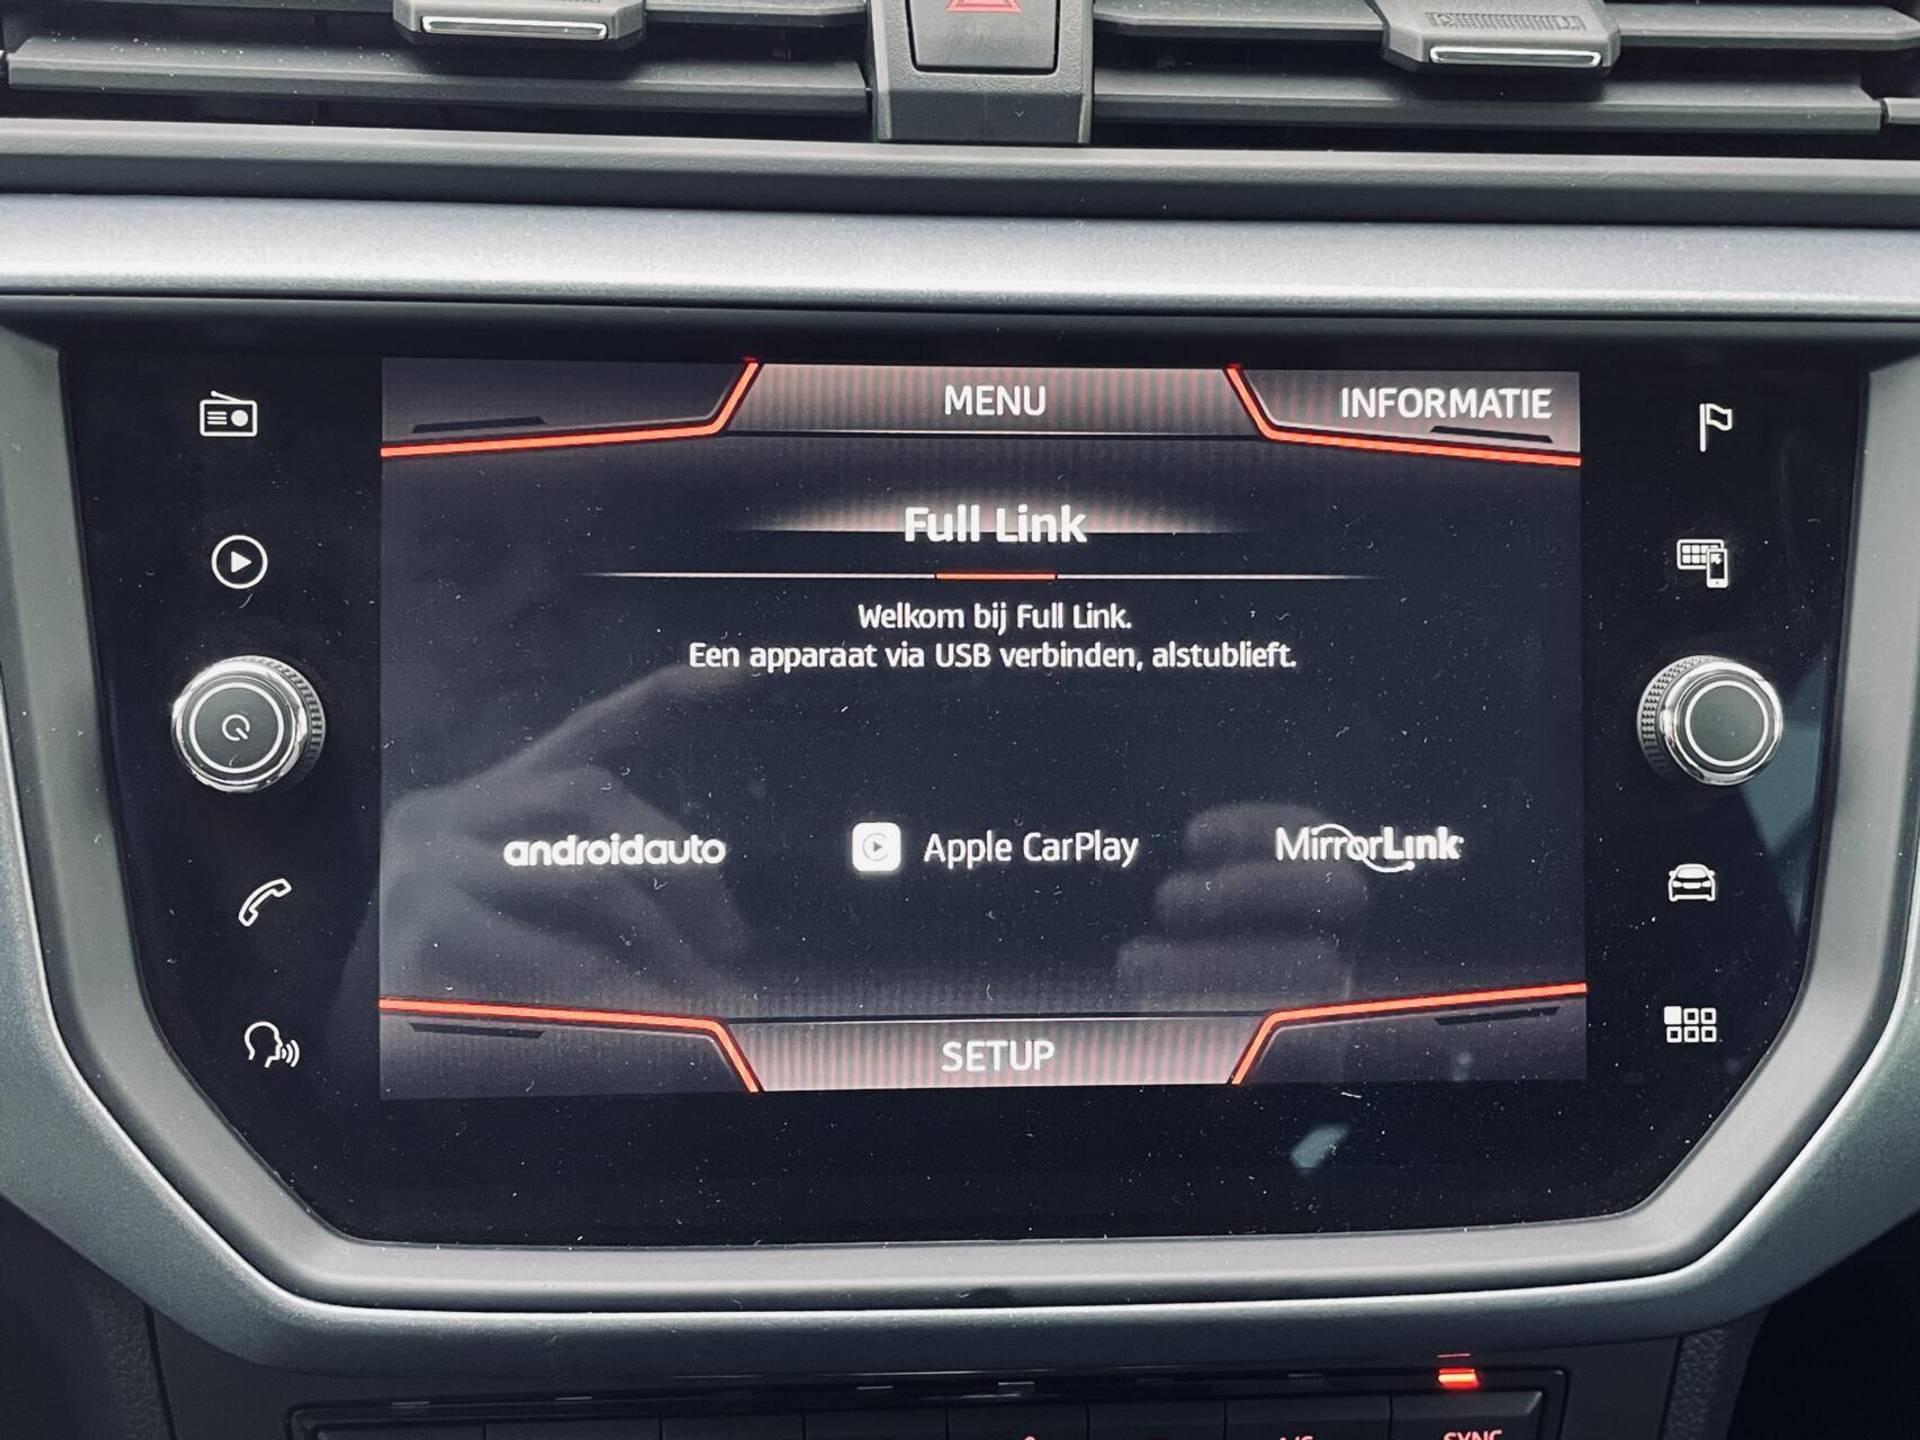 MENU
INFORMATIE
Full Link
Welkom bij Full Link.
Een apparaat via USB verbinden, alstublieft.
androidauto
Apple CarPlay
MirrorLink
SETUP
A/C
SYNC